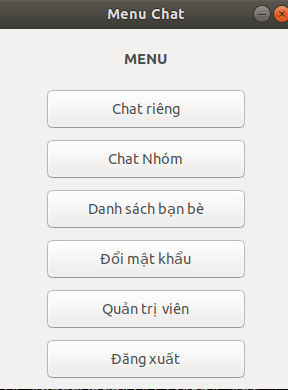 Menu Chat
MENU
Chat riêng
Chat Nhóm
Danh sách bạn bè
Đổi mật khẩu
Quản trị viên
Đăng xuất